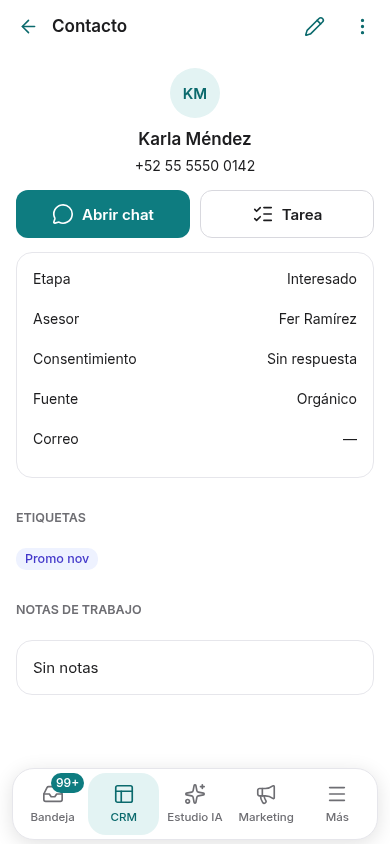 Contacto
KM
Karla Méndez
+52 55 5550 0142
Abrir chat
Tarea
Etapa Interesado
Asesor Fer Ramírez
Consentimiento Sin respuesta
Fuente Orgánico
Correo —
ETIQUETAS
Promo nov
NOTAS DE TRABAJO
Sin notas
99+
Bandeja CRM Estudio IA Marketing Más